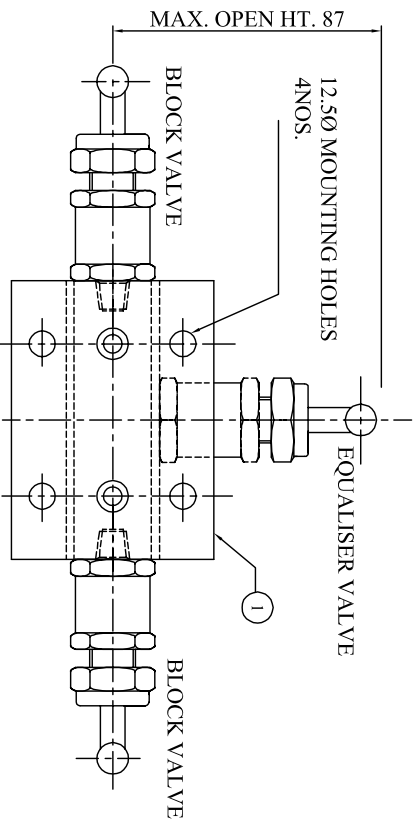 MAX. OPEN HT. 87
12.5Ø MOUNTING HOLES
4NOS.
BLOCK VALVE
EQUALISER VALVE
1
BLOCK VALVE